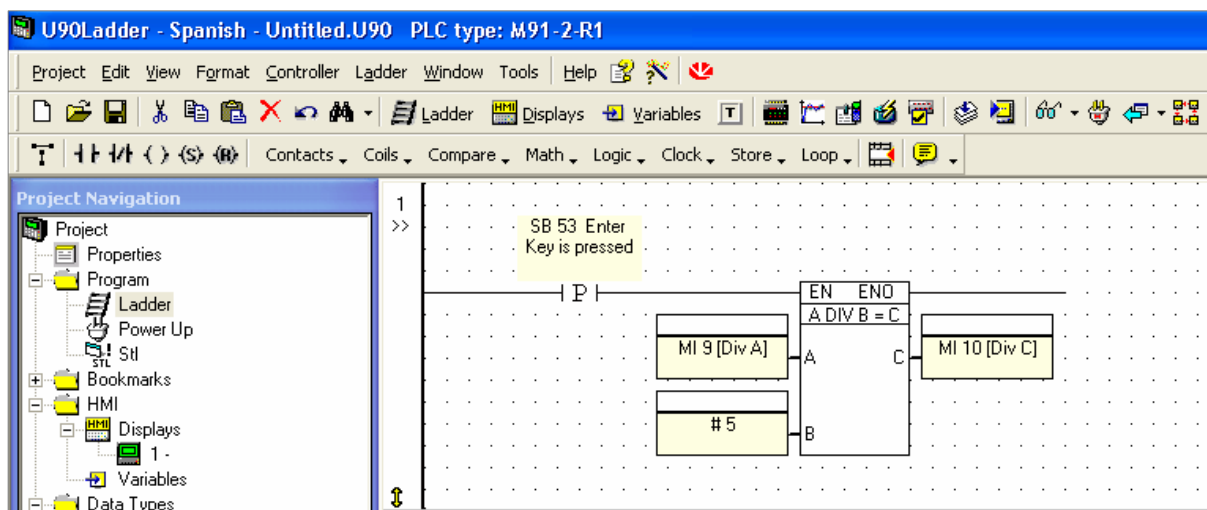 U90Ladder - Spanish - Untitled.U90 PLC type: M91-2-R1
Project Edit View Format Controller Ladder Window Tools Help
Ladder HMI Displays Variables T
T (S) (R) Contacts Coils Compare Math Logic Clock Store Loop
Project Navigation
Project
Properties
Program
Ladder
Power Up
STL Stl
Bookmarks
HMI
HMI Displays
1 -
Variables
Data Types
1
>>
SB 53 Enter
Key is pressed
P
EN ENO
A DIV B = C
MI 9 [Div A] A C MI 10 [Div C]
# 5 B